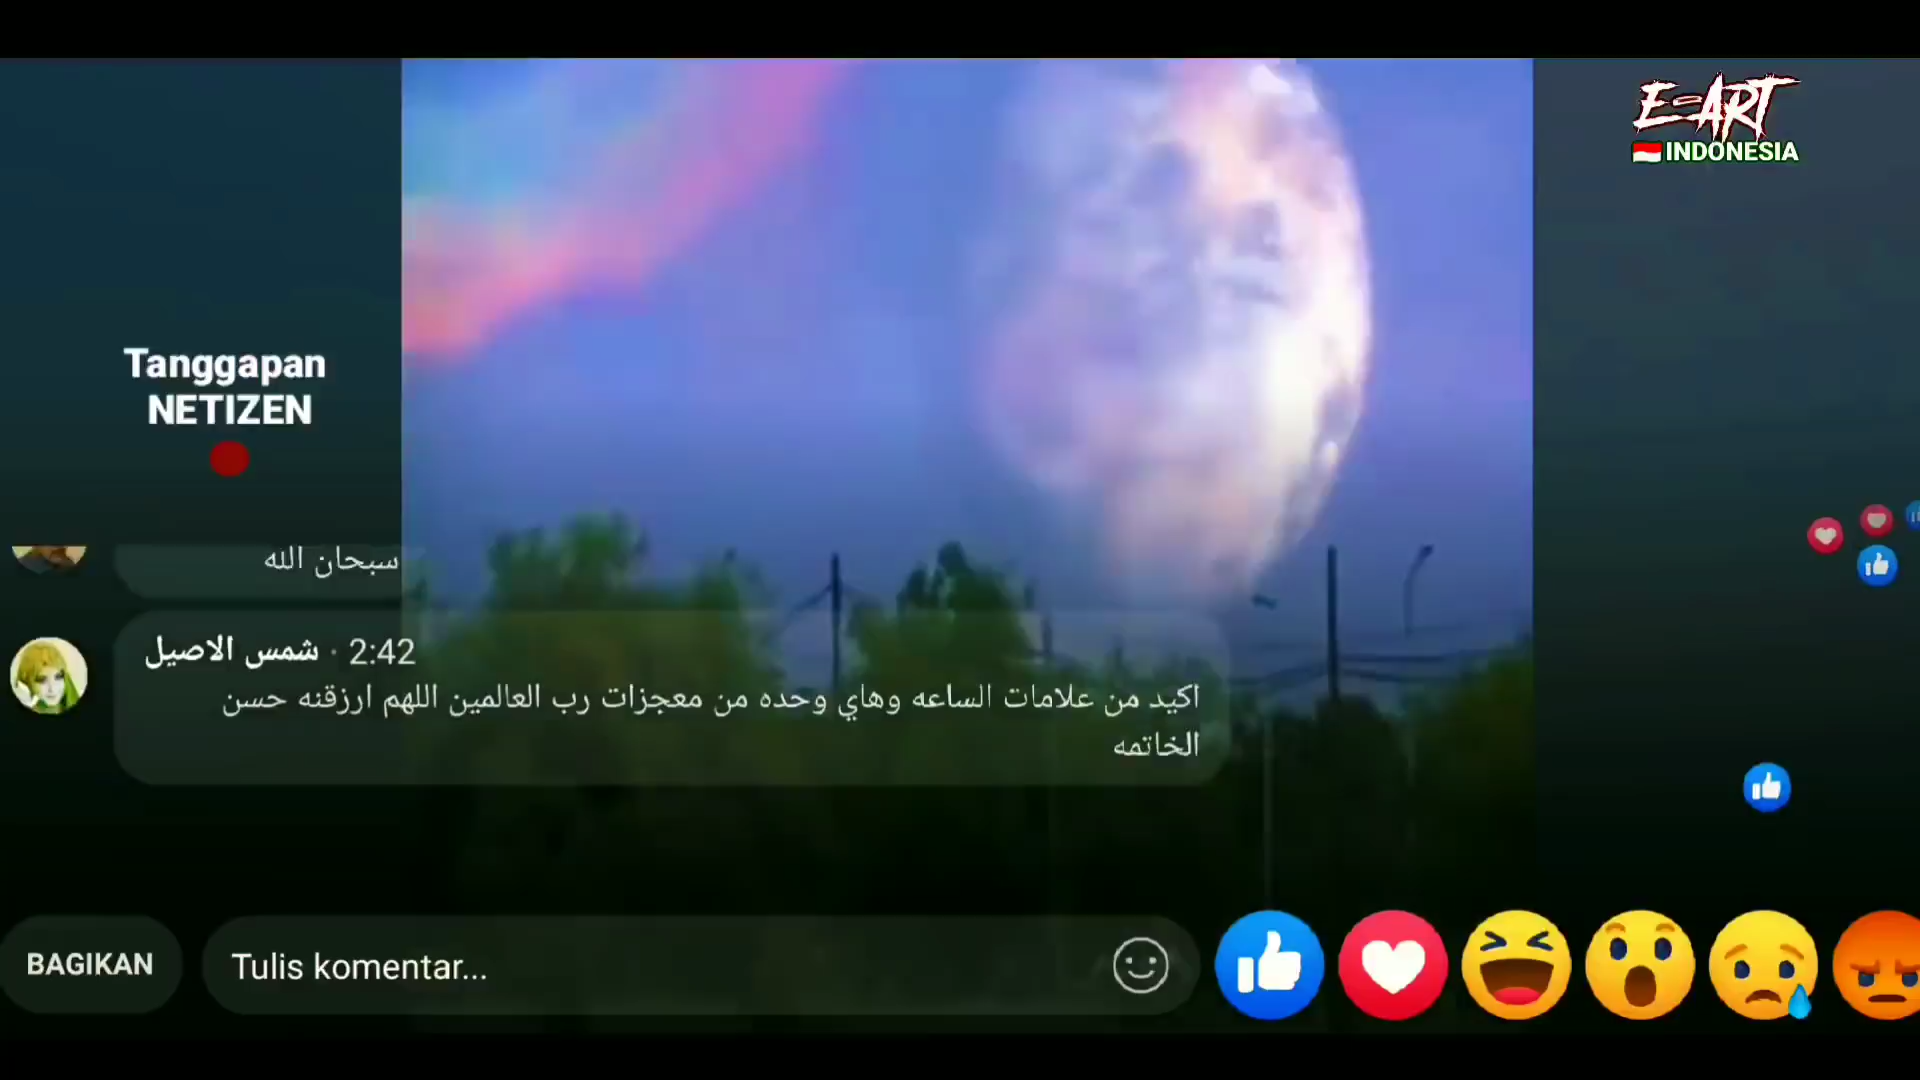 E=ART
INDONESIA
Tanggapan
NETIZEN
سبحان الله
شمس الاصيل · 2:42
اكيد من علامات الساعه وهاي وحده من معجزات رب العالمين اللهم ارزقنه حسن
الخاتمه
BAGIKAN
Tulis komentar...